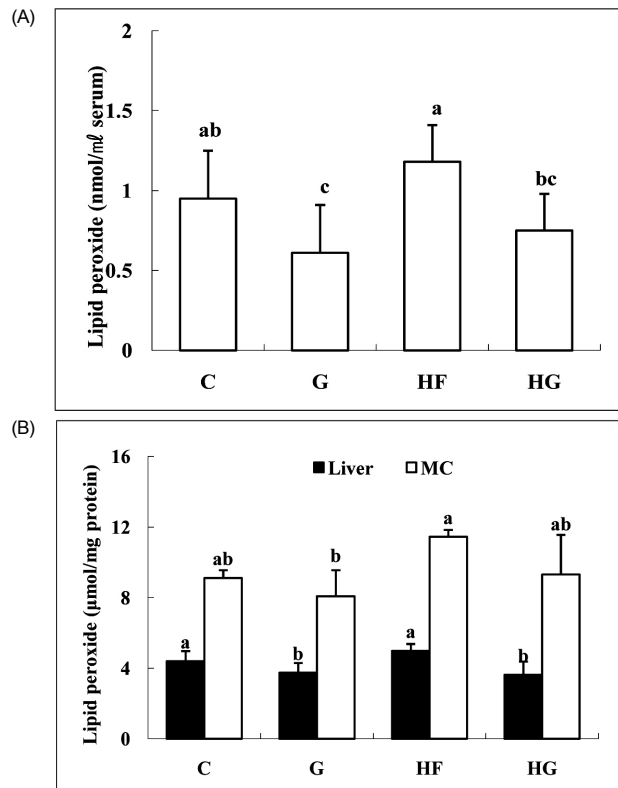 (A)
Lipid peroxide (nmol/㎖ serum)
2
1.5
1
0.5
0
ab
c
a
bc
C
G
HF
HG
(B)
Lipid peroxide (μmol/mg protein)
16
12
8
4
0
Liver
MC
a
ab
b
b
a
a
b
ab
C
G
HF
HG